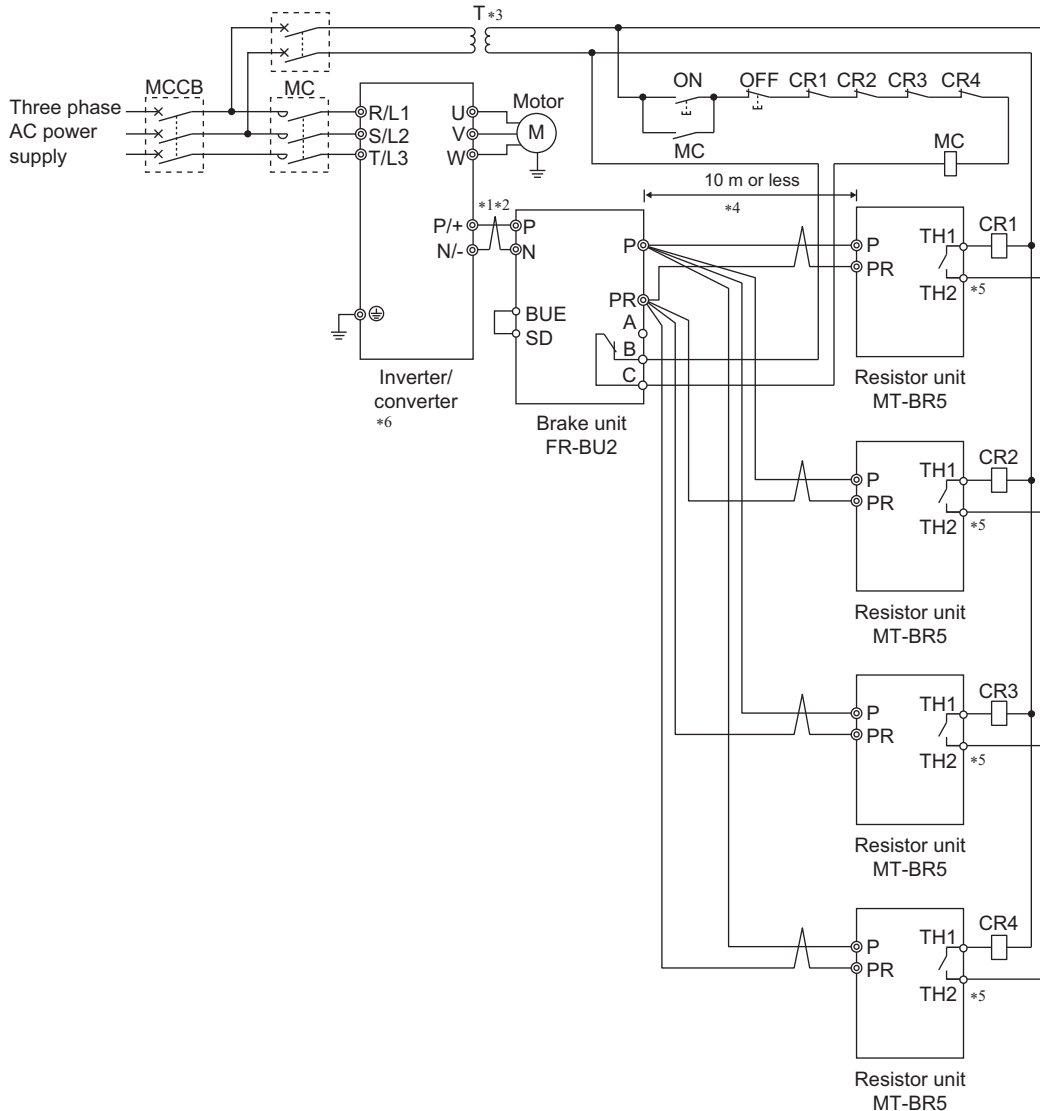 T *3
MCCB
MC
ON
OFF
CR1
CR2
CR3
CR4
Three phase
AC power
supply
R/L1
S/L2
T/L3
U
V
W
Motor
M
MC
MC
10 m or less
*4
P/+
N/-
*1*2
P
N
BUE
SD
P
PR
A
B
C
Inverter/
converter
*6
Brake unit
FR-BU2
P
PR
TH1
TH2
CR1
*5
Resistor unit
MT-BR5
P
PR
TH1
TH2
CR2
*5
Resistor unit
MT-BR5
P
PR
TH1
TH2
CR3
*5
Resistor unit
MT-BR5
P
PR
TH1
TH2
CR4
*5
Resistor unit
MT-BR5